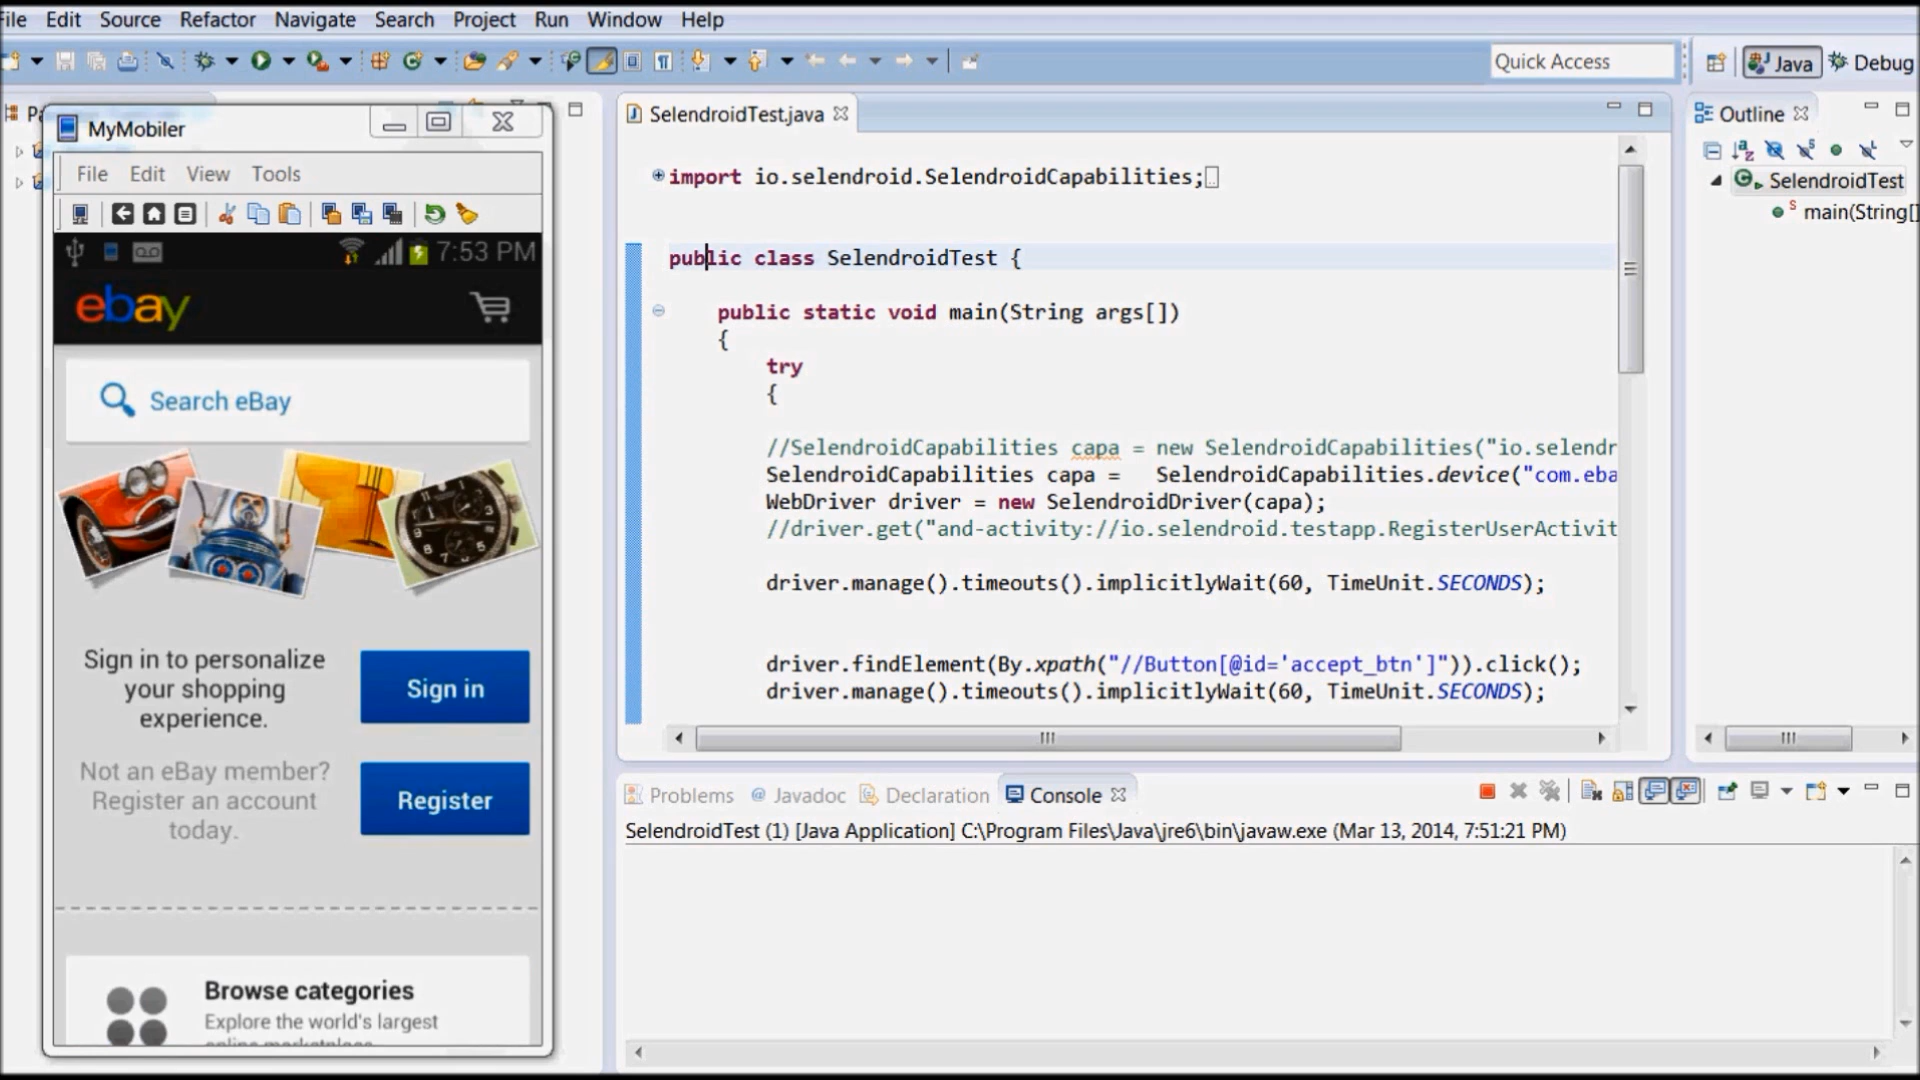 File Edit Source Refactor Navigate Search Project Run Window Help
Quick Access
Java
Debug
MyMobiler
File Edit View Tools
7:53 PM
ebay
Search eBay
Sign in to personalize
your shopping
experience.
Sign in
Not an eBay member?
Register an account
today.
Register
Browse categories
Explore the world's largest
SelendroidTest.java
import io.selendroid.SelendroidCapabilities;
public class SelendroidTest {
public static void main(String args[])
{
try
{
//SelendroidCapabilities capa = new SelendroidCapabilities("io.selendr
SelendroidCapabilities capa = SelendroidCapabilities.device("com.eba
WebDriver driver = new SelendroidDriver(capa);
//driver.get("and-activity://io.selendroid.testapp.RegisterUserActivit
driver.manage().timeouts().implicitlyWait(60, TimeUnit.SECONDS);
driver.findElement(By.xpath("//Button[@id='accept_btn']")).click();
driver.manage().timeouts().implicitlyWait(60, TimeUnit.SECONDS);
Outline
SelendroidTest
main(String[]
Problems @ Javadoc Declaration Console
SelendroidTest (1) [Java Application] C:\Program Files\Java\jre6\bin\javaw.exe (Mar 13, 2014, 7:51:21 PM)